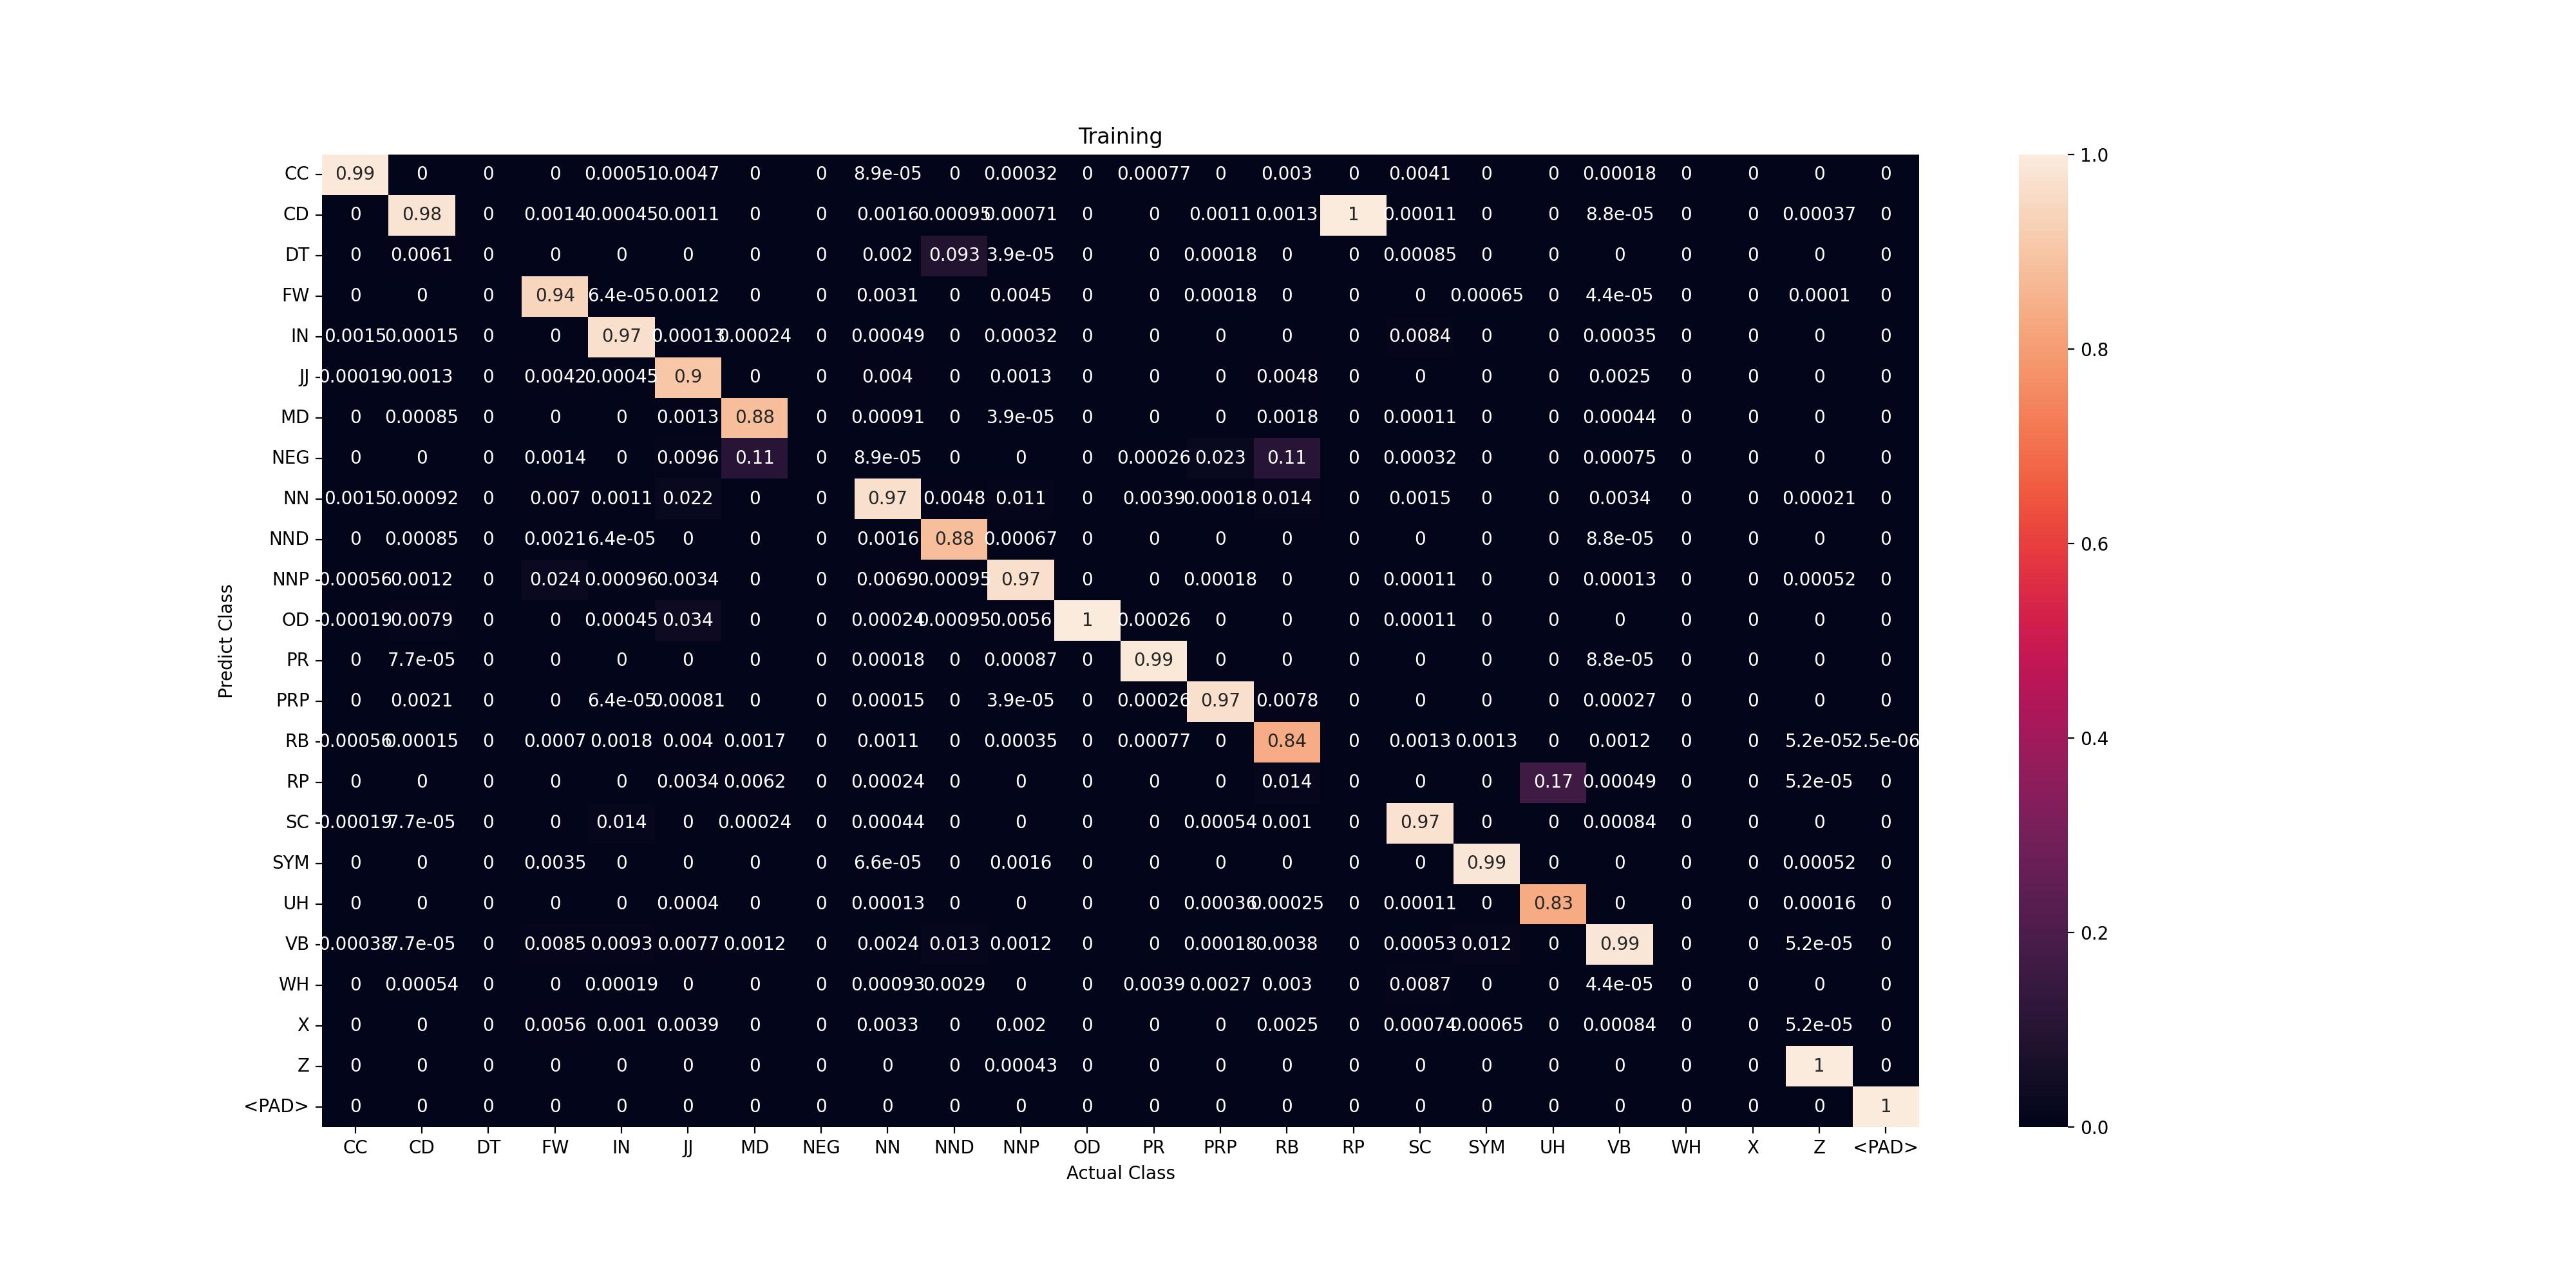 Training
CC 0.99 0 0 0 0.00051 0.0047 0 0 8.9e-05 0 0.00032 0 0.00077 0 0.003 0 0.0041 0 0 0.00018 0 0 0 0 1.0
CD 0 0.98 0 0.0014 0.00045 0.0011 0 0 0.0016 0.00095 0.00071 0 0 0.0011 0.0013 1 0.00011 0 0 8.8e-05 0 0 0.00037 0
DT 0 0.0061 0 0 0 0 0 0 0.002 0.093 3.9e-05 0 0 0.00018 0 0 0.00085 0 0 0 0 0 0 0
FW 0 0 0 0.94 6.4e-05 0.0012 0 0 0.0031 0 0.0045 0 0 0.00018 0 0 0 0.00065 0 4.4e-05 0 0 0.0001 0
IN 0.0015 0.00015 0 0 0.97 0.00013 0.00024 0 0.00049 0 0.00032 0 0 0 0 0 0.0084 0 0 0.00035 0 0 0 0
0.8
JJ 0.00019 0.0013 0 0.0042 0.00045 0.9 0 0 0.004 0 0.0013 0 0 0 0.0048 0 0 0 0 0.0025 0 0 0 0
MD 0 0.00085 0 0 0 0.0013 0.88 0 0.00091 0 3.9e-05 0 0 0 0.0018 0 0.00011 0 0 0.00044 0 0 0 0
NEG 0 0 0 0.0014 0 0.0096 0.11 0 8.9e-05 0 0 0 0.00026 0.023 0.11 0 0.00032 0 0 0.00075 0 0 0 0
NN 0.0015 0.00092 0 0.007 0.0011 0.022 0 0 0.97 0.0048 0.011 0 0.0039 0.00018 0.014 0 0.0015 0 0 0.0034 0 0 0.00021 0
NND 0 0.00085 0 0.0021 6.4e-05 0 0 0 0.0016 0.88 0.00067 0 0 0 0 0 0 0 0 8.8e-05 0 0 0 0
0.6
NNP 0.00056 0.0012 0 0.024 0.00096 0.0034 0 0 0.0069 0.00095 0.97 0 0 0.00018 0 0 0.00011 0 0 0.00013 0 0 0.00052 0
OD 0.00019 0.0079 0 0 0.00045 0.034 0 0 0.00024 0.00095 0.0056 1 0.00026 0 0 0 0.00011 0 0 0 0 0 0 0
Predict Class
PR 0 7.7e-05 0 0 0 0 0 0 0.00018 0 0.00087 0 0.99 0 0 0 0 0 0 8.8e-05 0 0 0 0
PRP 0 0.0021 0 0 6.4e-05 0.00081 0 0 0.00015 0 3.9e-05 0 0.00026 0.97 0.0078 0 0 0 0 0.00027 0 0 0 0
RB 0.00056 0.00015 0 0.0007 0.0018 0.004 0.0017 0 0.0011 0 0.00035 0 0.00077 0 0.84 0 0.0013 0.0013 0 0.0012 0 0 5.2e-05 2.5e-06
0.4
RP 0 0 0 0 0 0.0034 0.0062 0 0.00024 0 0 0 0 0 0.014 0 0 0 0.17 0.00049 0 0 5.2e-05 0
SC 0.00019 7.7e-05 0 0 0.014 0 0.00024 0 0.00044 0 0 0 0 0.00054 0.001 0 0.97 0 0 0.00084 0 0 0 0
SYM 0 0 0 0.0035 0 0 0 0 6.6e-05 0 0.0016 0 0 0 0 0 0 0.99 0 0 0 0 0.00052 0
UH 0 0 0 0 0 0.0004 0 0 0.00013 0 0 0 0 0.00036 0.00025 0 0.00011 0 0.83 0 0 0 0.00016 0
0.2
VB 0.00038 7.7e-05 0 0.0085 0.0093 0.0077 0.0012 0 0.0024 0.013 0.0012 0 0 0.00018 0.0038 0 0.00053 0.012 0 0.99 0 0 5.2e-05 0
WH 0 0.00054 0 0 0.00019 0 0 0 0.00093 0.0029 0 0 0.0039 0.0027 0.003 0 0.0087 0 0 4.4e-05 0 0 0 0
X 0 0 0 0.0056 0.001 0.0039 0 0 0.0033 0 0.002 0 0 0 0.0025 0 0.00074 0.00065 0 0.00084 0 0 5.2e-05 0
Z 0 0 0 0 0 0 0 0 0 0 0.00043 0 0 0 0 0 0 0 0 0 0 0 1 0
<PAD> 0 0 0 0 0 0 0 0 0 0 0 0 0 0 0 0 0 0 0 0 0 0 0 1
0.0
CC CD DT FW IN JJ MD NEG NN NND NNP OD PR PRP RB RP SC SYM UH VB WH X Z <PAD>
Actual Class